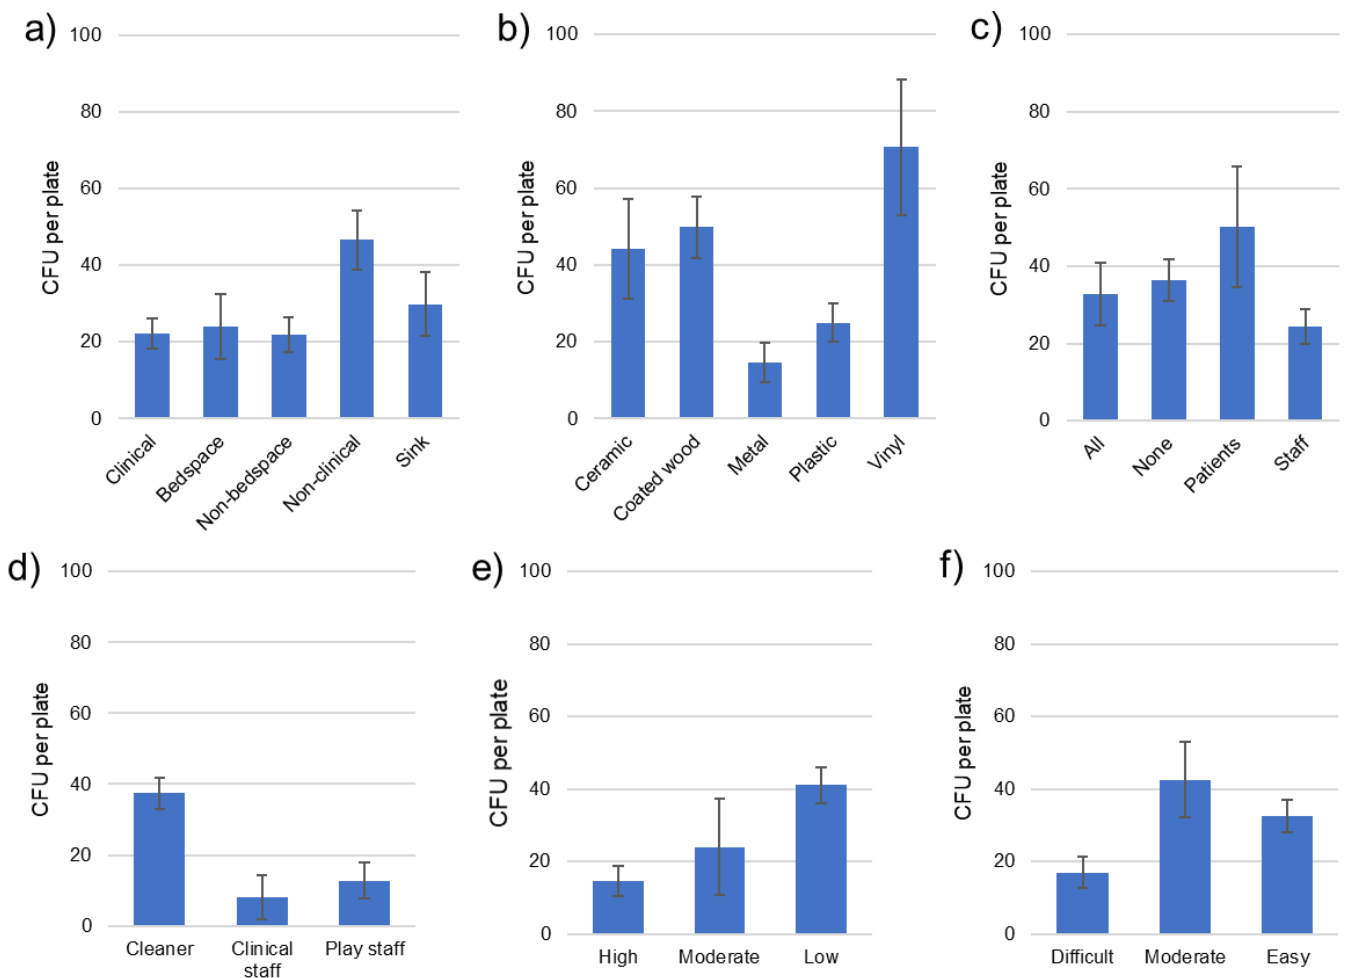 a)
100
80
60
40
20
0
CFU per plate
Clinical
Bedspace
Non-bedspace
Non-clinical
Sink
b)
100
80
60
40
20
0
CFU per plate
Ceramic
Coated wood
Metal
Plastic
Vinyl
c)
100
80
60
40
20
0
CFU per plate
All
None
Patients
Staff
d)
100
80
60
40
20
0
CFU per plate
Cleaner
Clinical
staff
Play staff
e)
100
80
60
40
20
0
CFU per plate
High
Moderate
Low
f)
100
80
60
40
20
0
CFU per plate
Difficult
Moderate
Easy